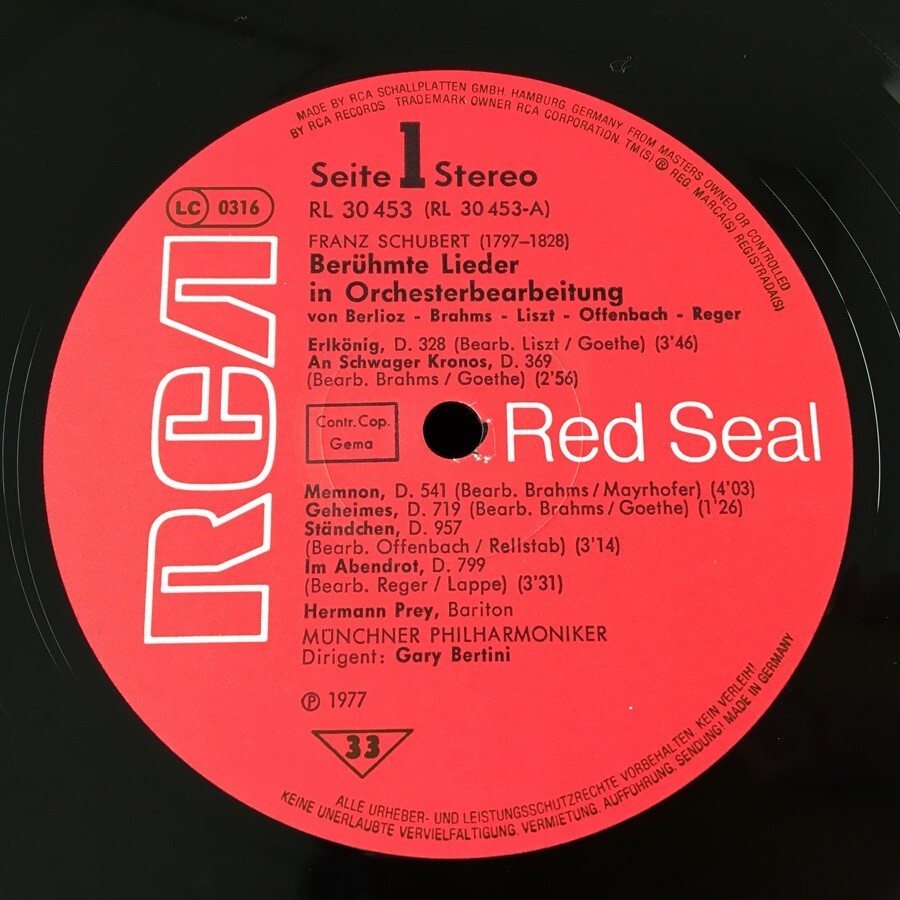 MADE BY RCA SCHALLPLATTEN GMBH. HAMBURG, GERMANY FROM MASTERS OWNED OR CONTROLLED
BY RCA RECORDS TRADEMARK OWNER RCA CORPORATION. TM(S) ® REG. MARCA(S) REGISTRADA(S)
Seite 1 Stereo
LC 0316
RL 30 453 (RL 30 453-A)
FRANZ SCHUBERT (1797–1828)
Berühmte Lieder
in Orchesterbearbeitung
von Berlioz - Brahms - Liszt - Offenbach - Reger
Erlkönig, D. 328 (Bearb. Liszt / Goethe) (3'46)
An Schwager Kronos, D. 369
(Bearb. Brahms / Goethe) (2'56)
RCA
Contr. Cop.
Gema
Red Seal
Memnon, D. 541 (Bearb. Brahms / Mayrhofer) (4'03)
Geheimes, D. 719 (Bearb. Brahms / Goethe) (1'26)
Ständchen, D. 957
(Bearb. Offenbach / Rellstab) (3'14)
Im Abendrot, D. 799
(Bearb. Reger / Lappe) (3'31)
Hermann Prey, Bariton
MÜNCHNER PHILHARMONIKER
Dirigent: Gary Bertini
℗ 1977
33
ALLE URHEBER- UND LEISTUNGSSCHUTZRECHTE VORBEHALTEN. KEIN VERLEIH!
KEINE UNERLAUBTE VERVIELFALTIGUNG, VERMIETUNG, AUFFUHRUNG, SENDUNG! MADE IN GERMANY